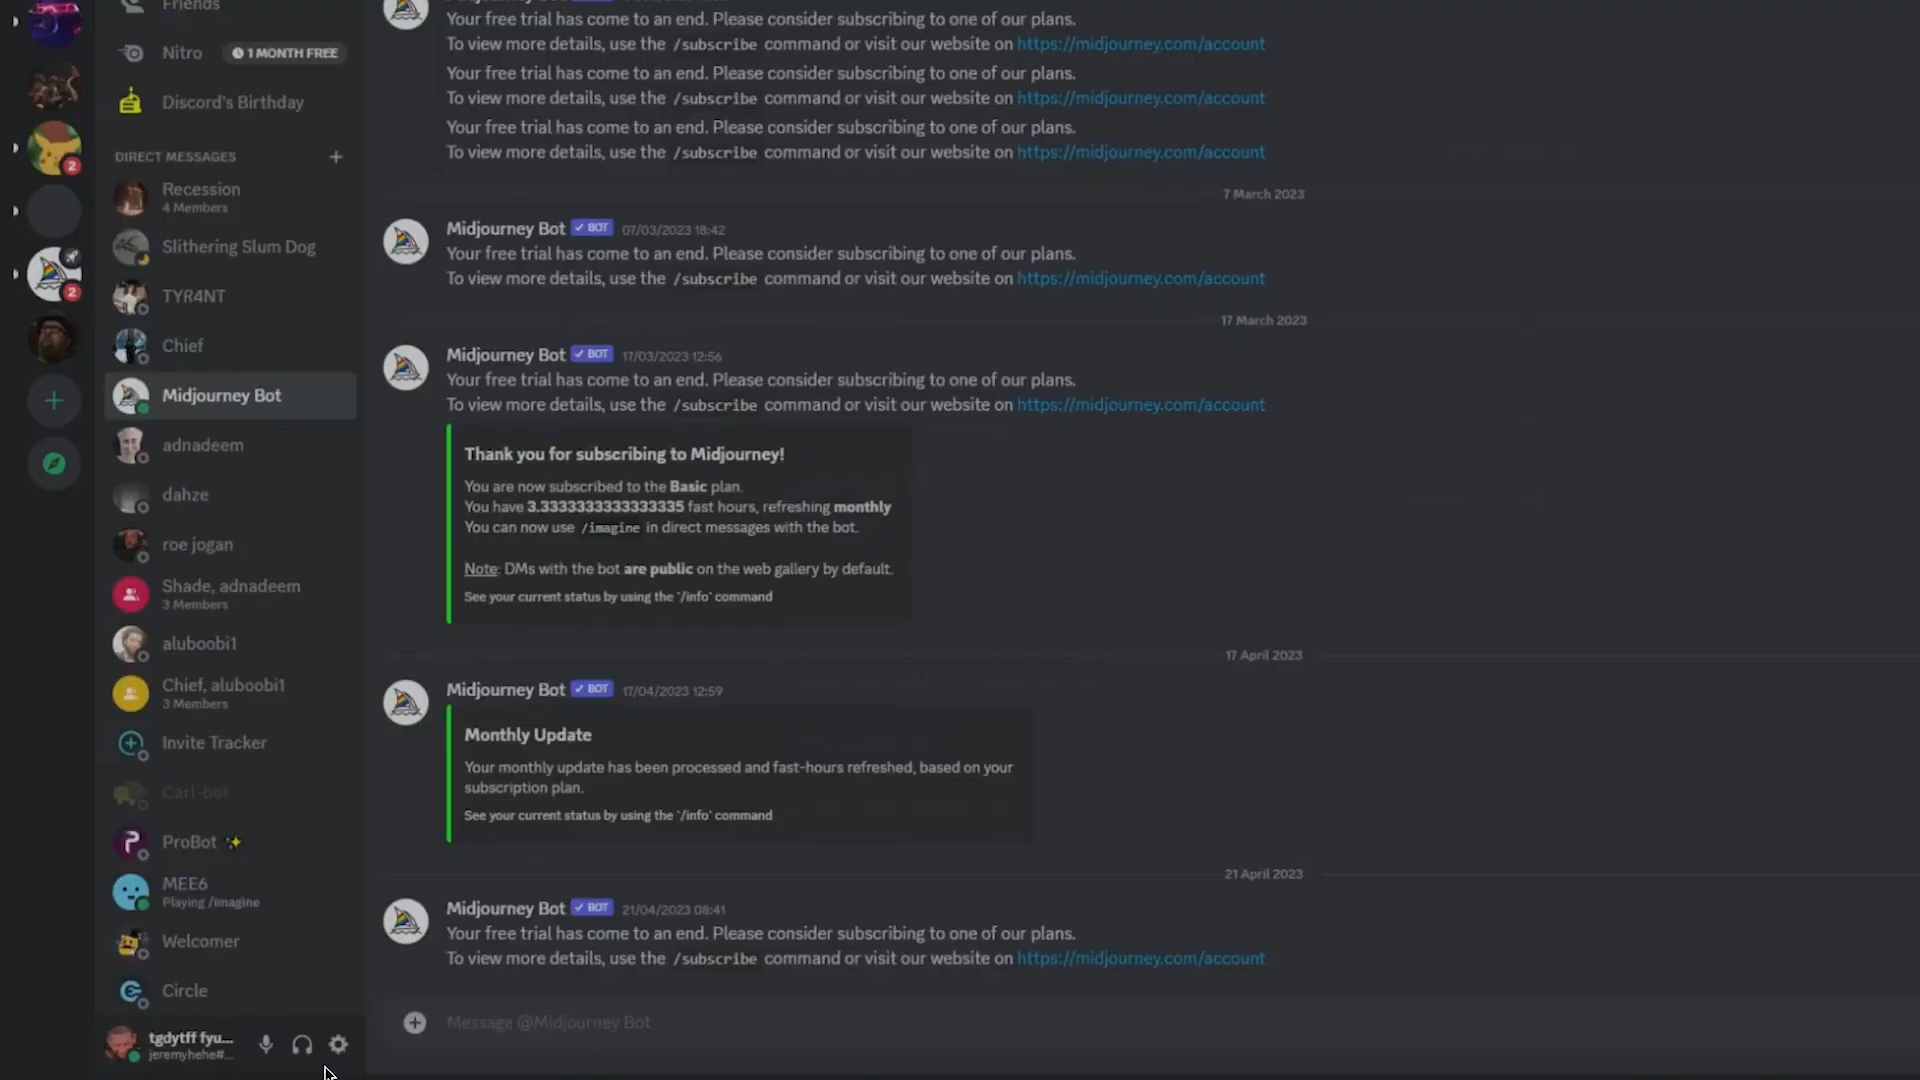 Friends
Nitro
1 MONTH FREE
Discord's Birthday
DIRECT MESSAGES
Recession
4 Members
Slithering Slum Dog
TYR4NT
Chief
Midjourney Bot
adnadeem
dahze
roe jogan
Shade, adnadeem
3 Members
aluboobi1
Chief, aluboobi1
3 Members
Invite Tracker
Carl-bot
ProBot
MEE6
Playing /imagine
Welcomer
Circle
tgdytff fyu...
jeremyhehe#...
2
2
Your free trial has come to an end. Please consider subscribing to one of our plans.
To view more details, use the /subscribe command or visit our website on https://midjourney.com/account
Your free trial has come to an end. Please consider subscribing to one of our plans.
To view more details, use the /subscribe command or visit our website on https://midjourney.com/account
Your free trial has come to an end. Please consider subscribing to one of our plans.
To view more details, use the /subscribe command or visit our website on https://midjourney.com/account
7 March 2023
Midjourney Bot BOT 07/03/2023 18:42
Your free trial has come to an end. Please consider subscribing to one of our plans.
To view more details, use the /subscribe command or visit our website on https://midjourney.com/account
17 March 2023
Midjourney Bot BOT 17/03/2023 12:56
Your free trial has come to an end. Please consider subscribing to one of our plans.
To view more details, use the /subscribe command or visit our website on https://midjourney.com/account
Thank you for subscribing to Midjourney!
You are now subscribed to the Basic plan.
You have 3.3333333333333335 fast hours, refreshing monthly
You can now use /imagine in direct messages with the bot.
Note: DMs with the bot are public on the web gallery by default.
See your current status by using the `/info` command
17 April 2023
Midjourney Bot BOT 17/04/2023 12:59
Monthly Update
Your monthly update has been processed and fast-hours refreshed, based on your
subscription plan.
See your current status by using the `/info` command
21 April 2023
Midjourney Bot BOT 21/04/2023 08:41
Your free trial has come to an end. Please consider subscribing to one of our plans.
To view more details, use the /subscribe command or visit our website on https://midjourney.com/account
Message @Midjourney Bot